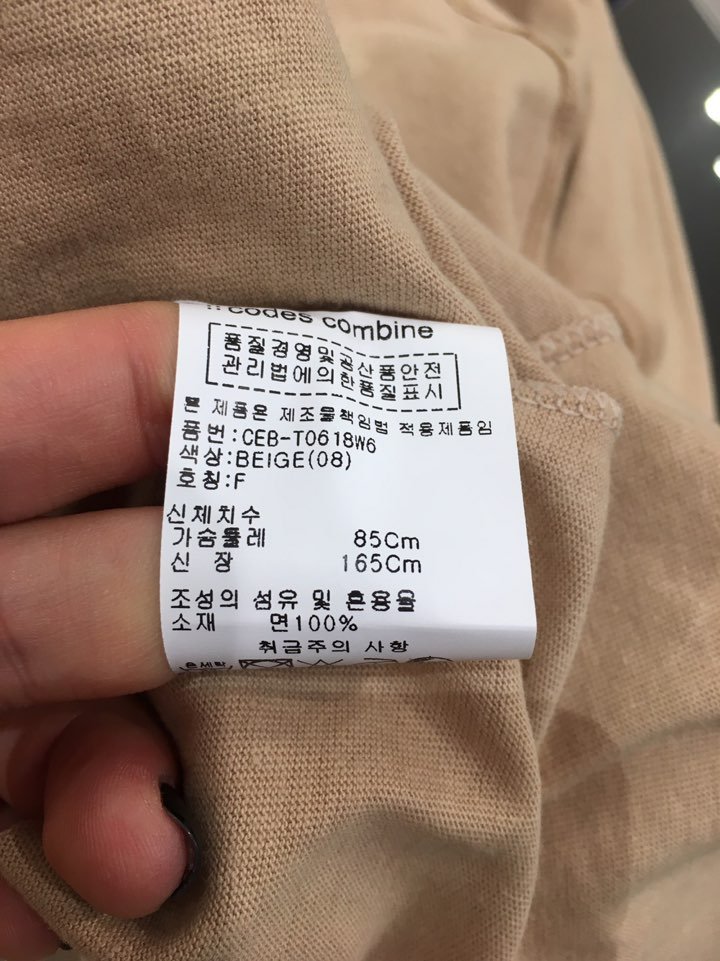 codes combine
품질경영및공산품안전
관리법에의한품질표시
본 제품은 제조물책임법 적용제품임
품번:CEB-T0618W6
색상:BEIGE(08)
호칭:F
신체치수
가슴둘레 85Cm
신 장 165Cm
조성의 섬유 및 혼용율
소재 면100%
취급주의 사항
손세탁